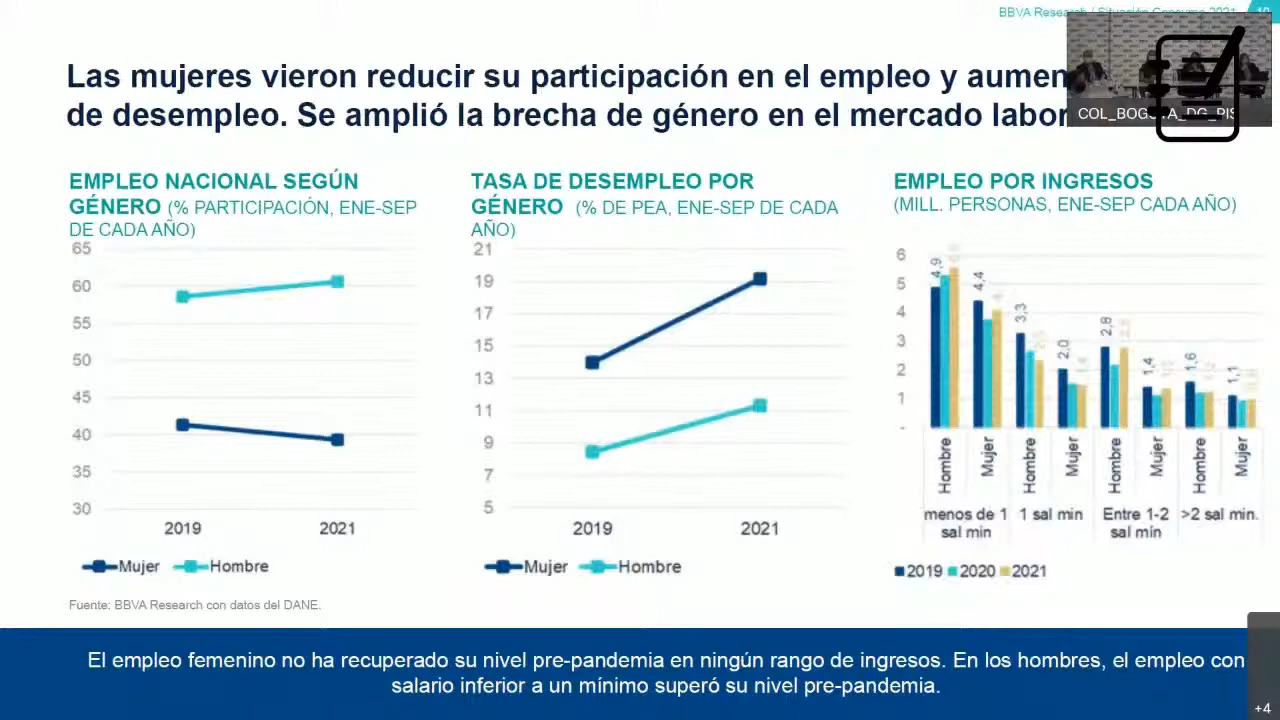 BBVA Research / Situación Consumo 2021
Las mujeres vieron reducir su participación en el empleo y
de desempleo. Se amplió la brecha de género en el mercado
COL_BOGOTA_DG_PIS
EMPLEO NACIONAL SEGÚN
GÉNERO (% PARTICIPACIÓN, ENE-SEP
DE CADA AÑO)
65
60
55
50
45
40
35
30
2019 2021
Mujer Hombre
TASA DE DESEMPLEO POR
GÉNERO (% DE PEA, ENE-SEP DE CADA
AÑO)
21
19
17
15
13
11
9
7
5
2019 2021
Mujer Hombre
EMPLEO POR INGRESOS
(MILL. PERSONAS, ENE-SEP CADA AÑO)
6
5
4
3
2
1
-
4,9 4,4 3,3 2,0 2,8 1,4 1,6 1,1
Hombre Mujer Hombre Mujer Hombre Mujer Hombre Mujer
menos de 1 1 sal min Entre 1-2 >2 sal min.
sal mín sal mín
2019 2020 2021
Fuente: BBVA Research con datos del DANE.
El empleo femenino no ha recuperado su nivel pre-pandemia en ningún rango de ingresos. En los hombres, el empleo con
salario inferior a un mínimo superó su nivel pre-pandemia.
+4